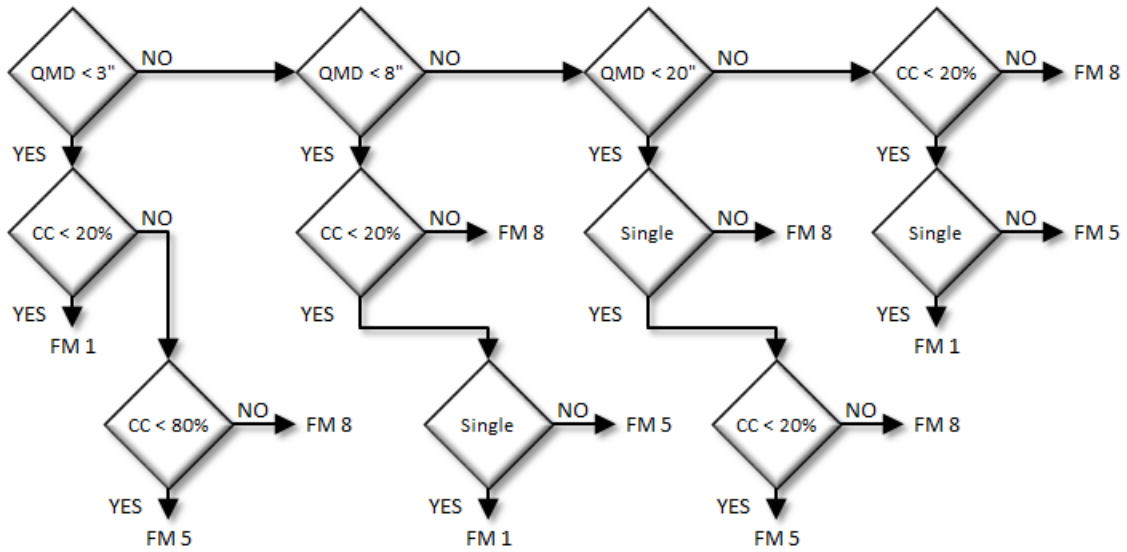 QMD < 3" NO QMD < 8" NO QMD < 20" NO CC < 20% NO FM 8
YES YES YES YES
CC < 20% NO CC < 20% NO FM 8 Single NO FM 8 Single NO FM 5
YES YES YES YES
FM 1 FM 1
CC < 80% NO FM 8 Single NO FM 5 CC < 20% NO FM 8
YES YES YES
FM 5 FM 1 FM 5